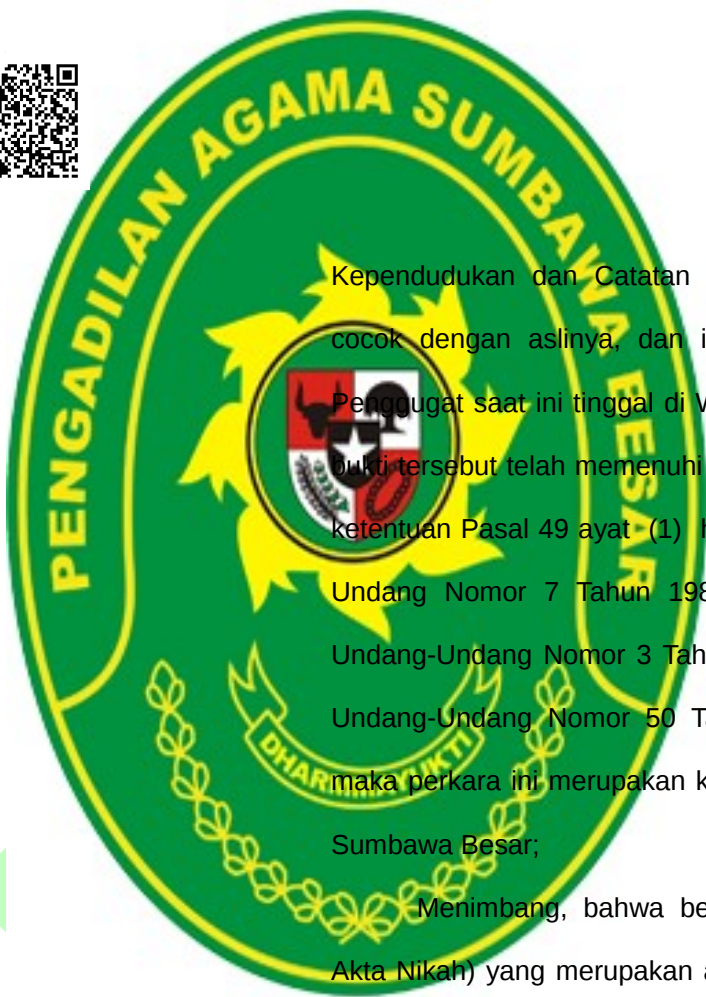 PENGADILAN AGAMA SUMBAWA BESAR
Kependudukan dan Catatan
cocok dengan aslinya, dan i
Penggugat saat ini tinggal di W
bukti tersebut telah memenuhi
ketentuan Pasal 49 ayat (1) h
Undang Nomor 7 Tahun 198
Undang-Undang Nomor 3 Tah
Undang-Undang Nomor 50 Ta
DHARMMAYUKTI
maka perkara ini merupakan k
Sumbawa Besar;
Menimbang, bahwa be
Akta Nikah) yang merupakan a